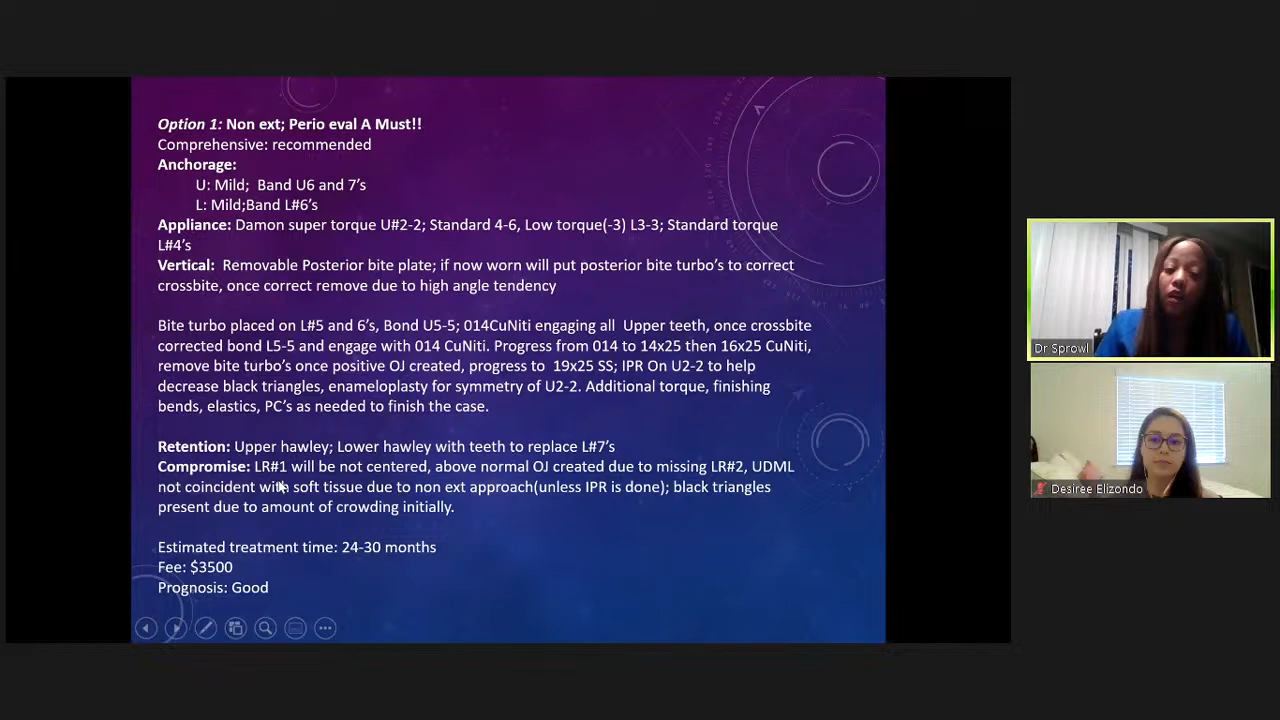 Option 1: Non ext; Perio eval A Must!!
Comprehensive: recommended
Anchorage:
U: Mild; Band U6 and 7's
L: Mild;Band L#6's
Appliance: Damon super torque U#2-2; Standard 4-6, Low torque(-3) L3-3; Standard torque
L#4's
Vertical: Removable Posterior bite plate; if now worn will put posterior bite turbo's to correct
crossbite, once correct remove due to high angle tendency
Bite turbo placed on L#5 and 6's, Bond U5-5; 014CuNiti engaging all Upper teeth, once crossbite
corrected bond L5-5 and engage with 014 CuNiti. Progress from 014 to 14x25 then 16x25 CuNiti,
remove bite turbo's once positive OJ created, progress to 19x25 SS; IPR On U2-2 to help
decrease black triangles, enameloplasty for symmetry of U2-2. Additional torque, finishing
bends, elastics, PC's as needed to finish the case.
Retention: Upper hawley; Lower hawley with teeth to replace L#7's
Compromise: LR#1 will be not centered, above normal OJ created due to missing LR#2, UDML
not coincident with soft tissue due to non ext approach(unless IPR is done); black triangles
present due to amount of crowding initially.
Estimated treatment time: 24-30 months
Fee: $3500
Prognosis: Good
Dr Sprowl
Desiree Elizondo